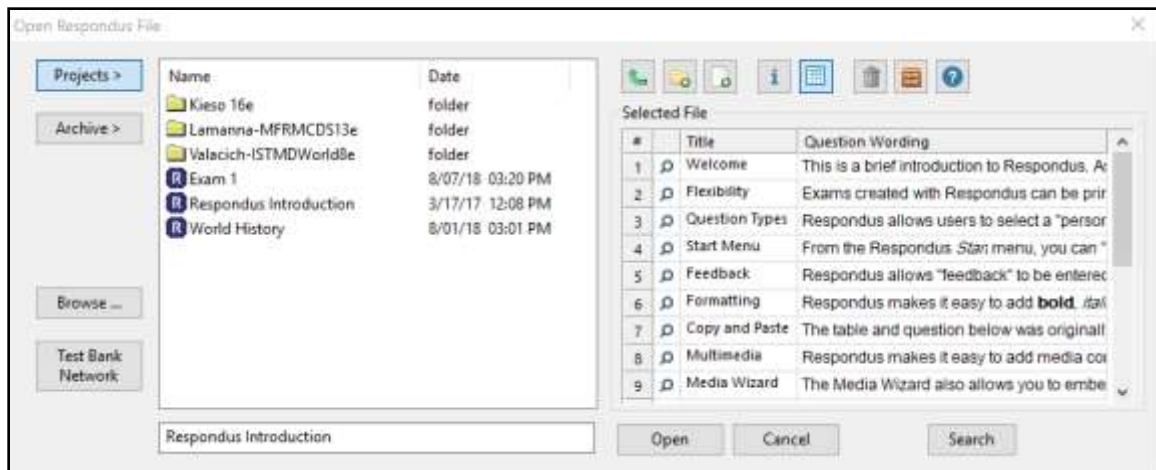 Open Respondus File
Projects >
Archive >
Browse ...
Test Bank
Network
Name Date
Kieso 16e folder
Lamanna-MFRMCDS13e folder
Valacich-ISTMDWorld8e folder
Exam 1 8/07/18 03:20 PM
Respondus Introduction 3/17/17 12:08 PM
World History 8/01/18 03:01 PM
Respondus Introduction
Selected File
# Title Question Wording
1 Welcome This is a brief introduction to Respondus.
2 Flexibility Exams created with Respondus can be prir
3 Question Types Respondus allows users to select a "persor
4 Start Menu From the Respondus Start menu, you can "
5 Feedback Respondus allows "feedback" to be entered
6 Formatting Respondus makes it easy to add bold, itali
7 Copy and Paste The table and question below was originall
8 Multimedia Respondus makes it easy to add media cor
9 Media Wizard The Media Wizard also allows you to embe
Open Cancel Search